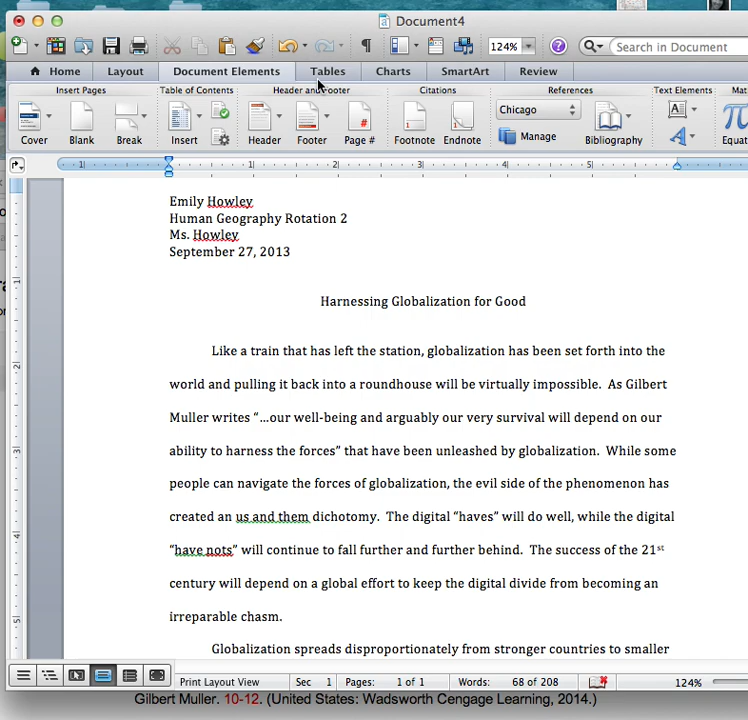 Document4
124%
Search in Document
Home Layout Document Elements Tables Charts SmartArt Review
Insert Pages Table of Contents Header and Footer Citations References Text Elements
Chicago
Manage
Cover Blank Break Insert Header Footer Page # Footnote Endnote Bibliography
1 1 2 3 4 5
Emily Howley
Human Geography Rotation 2
Ms. Howley
September 27, 2013
Harnessing Globalization for Good
Like a train that has left the station, globalization has been set forth into the
world and pulling it back into a roundhouse will be virtually impossible. As Gilbert
Muller writes “…our well-being and arguably our very survival will depend on our
ability to harness the forces” that have been unleashed by globalization. While some
people can navigate the forces of globalization, the evil side of the phenomenon has
created an us and them dichotomy. The digital “haves” will do well, while the digital
“have nots” will continue to fall further and further behind. The success of the 21st
century will depend on a global effort to keep the digital divide from becoming an
irreparable chasm.
Globalization spreads disproportionately from stronger countries to smaller
Print Layout View Sec 1 Pages: 1 of 1 Words: 68 of 208 124%
Gilbert Muller. 10-12. (United States: Wadsworth Cengage Learning, 2014.)